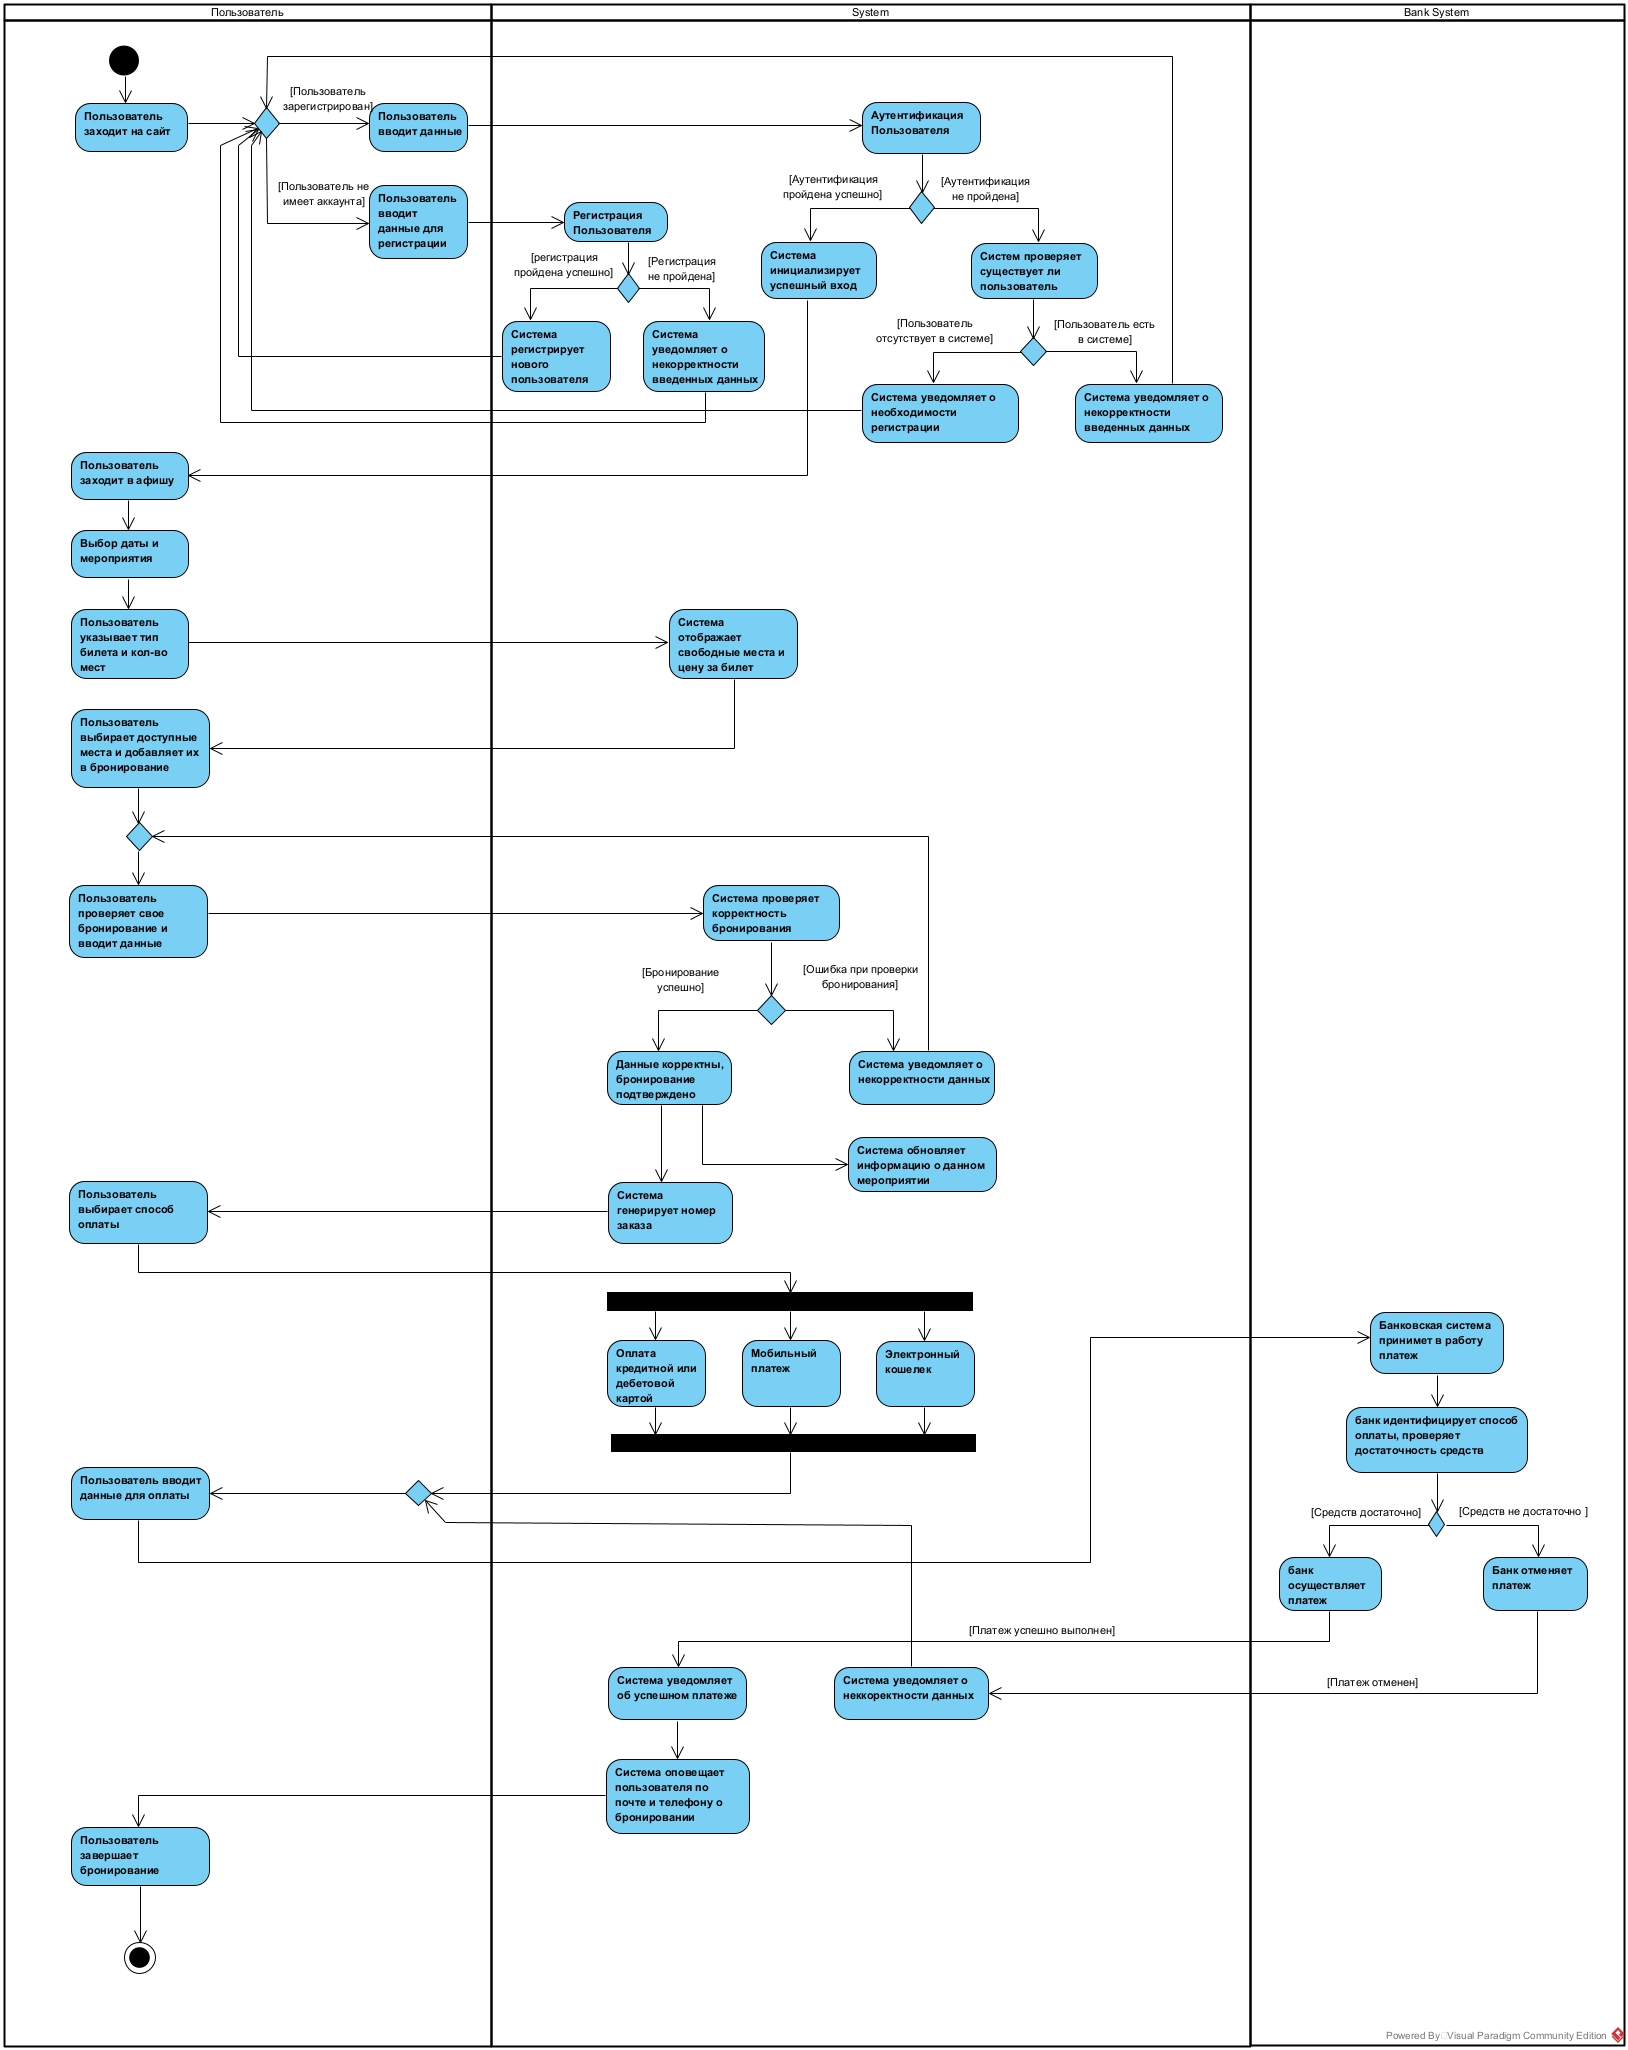 Пользователь
System
Bank System
[Пользователь
зарегистрирован]
Пользователь
заходит на сайт
Пользователь
вводит данные
Аутентификация
Пользователя
[Пользователь не
имеет аккаунта]
Пользователь
вводит
данные для
регистрации
Регистрация
Пользователя
[Аутентификация
пройдена успешно]
[Аутентификация
не пройдена]
[регистрация
пройдена успешно]
[Регистрация
не пройдена]
Система
инициализирует
успешный вход
Систем проверяет
существует ли
пользователь
Система
регистрирует
нового
пользователя
Система
уведомляет о
некорректности
введенных данных
[Пользователь
отсутствует в системе]
[Пользователь есть
в системе]
Система уведомляет о
необходимости
регистрации
Система уведомляет о
некорректности
введенных данных
Пользователь
заходит в афишу
Выбор даты и
мероприятия
Пользователь
указывает тип
билета и кол-во
мест
Система
отображает
свободные места и
цену за билет
Пользователь
выбирает доступные
места и добавляет их
в бронирование
Пользователь
проверяет свое
бронирование и
вводит данные
Система проверяет
корректность
бронирования
[Бронирование
успешно]
[Ошибка при проверки
бронирования]
Данные корректны,
бронирование
подтверждено
Система уведомляет о
некорректности данных
Система обновляет
информацию о данном
мероприятии
Пользователь
выбирает способ
оплаты
Система
генерирует номер
заказа
Оплата
кредитной или
дебетовой
картой
Мобильный
платеж
Электронный
кошелек
Банковская система
принимет в работу
платеж
банк идентифицирует способ
оплаты, проверяет
достаточность средств
Пользователь вводит
данные для оплаты
[Средств достаточно]
[Средств не достаточно ]
банк
осуществляет
платеж
Банк отменяет
платеж
[Платеж успешно выполнен]
Система уведомляет
об успешном платеже
Система уведомляет о
неккоректности данных
[Платеж отменен]
Система оповещает
пользователя по
почте и телефону о
бронировании
Пользователь
завершает
бронирование
Powered By Visual Paradigm Community Edition